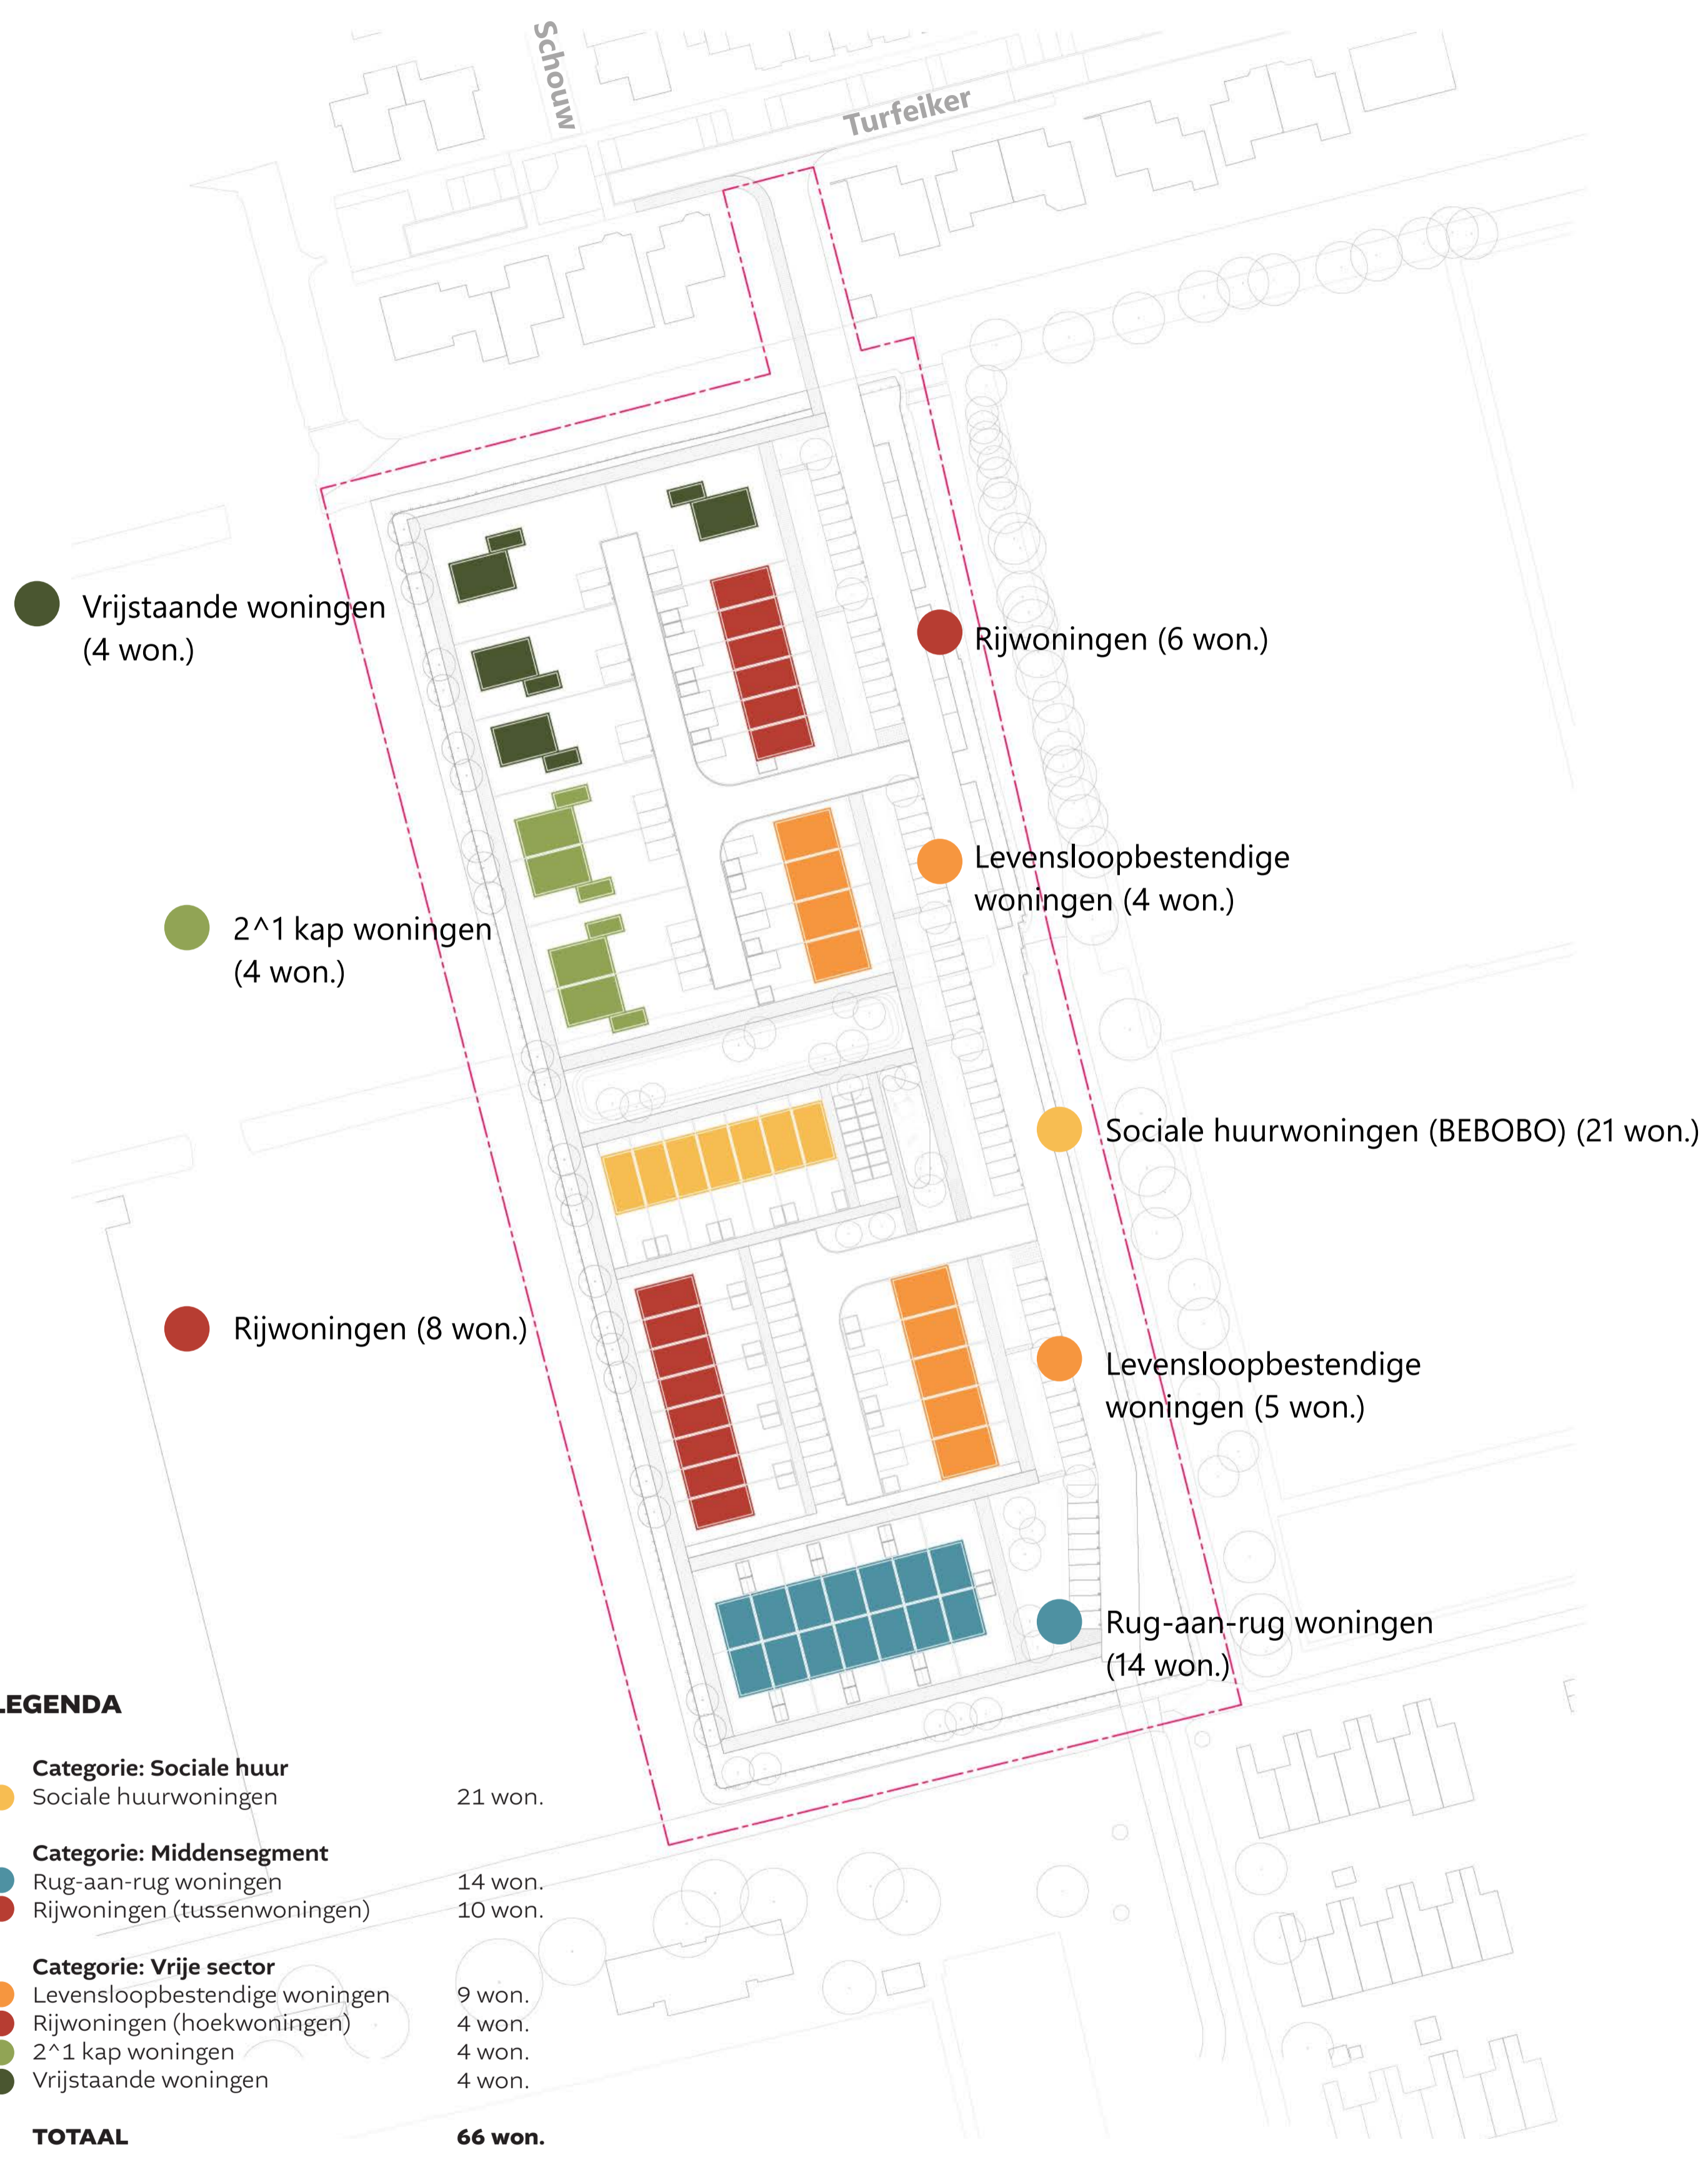 Schouw
Turfeiker
Vrijstaande woningen
(4 won.)
Rijwoningen (6 won.)
Levensloopbestendige
woningen (4 won.)
2^1 kap woningen
(4 won.)
Sociale huurwoningen (BEBOBO) (21 won.)
Rijwoningen (8 won.)
Levensloopbestendige
woningen (5 won.)
Rug-aan-rug woningen
(14 won.)
LEGENDA
Categorie: Sociale huur
Sociale huurwoningen 21 won.
Categorie: Middensegment
Rug-aan-rug woningen 14 won.
Rijwoningen (tussenwoningen) 10 won.
Categorie: Vrije sector
Levensloopbestendige woningen 9 won.
Rijwoningen (hoekwoningen) 4 won.
2^1 kap woningen 4 won.
Vrijstaande woningen 4 won.
TOTAAL 66 won.